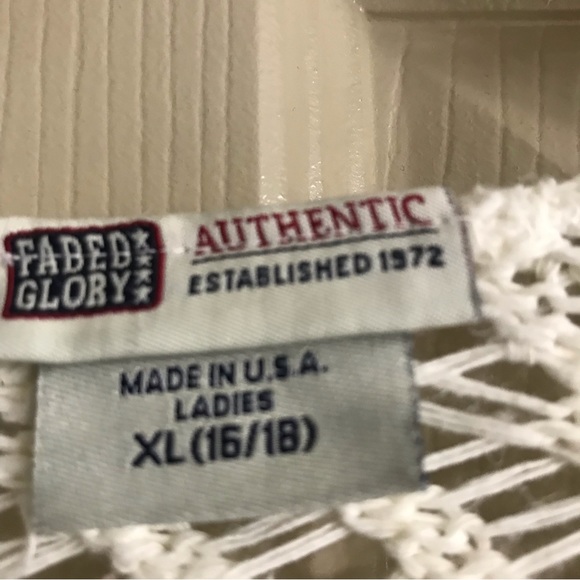 FADED
GLORY
AUTHENTIC
ESTABLISHED 1972
MADE IN U.S.A.
LADIES
XL (16/18)